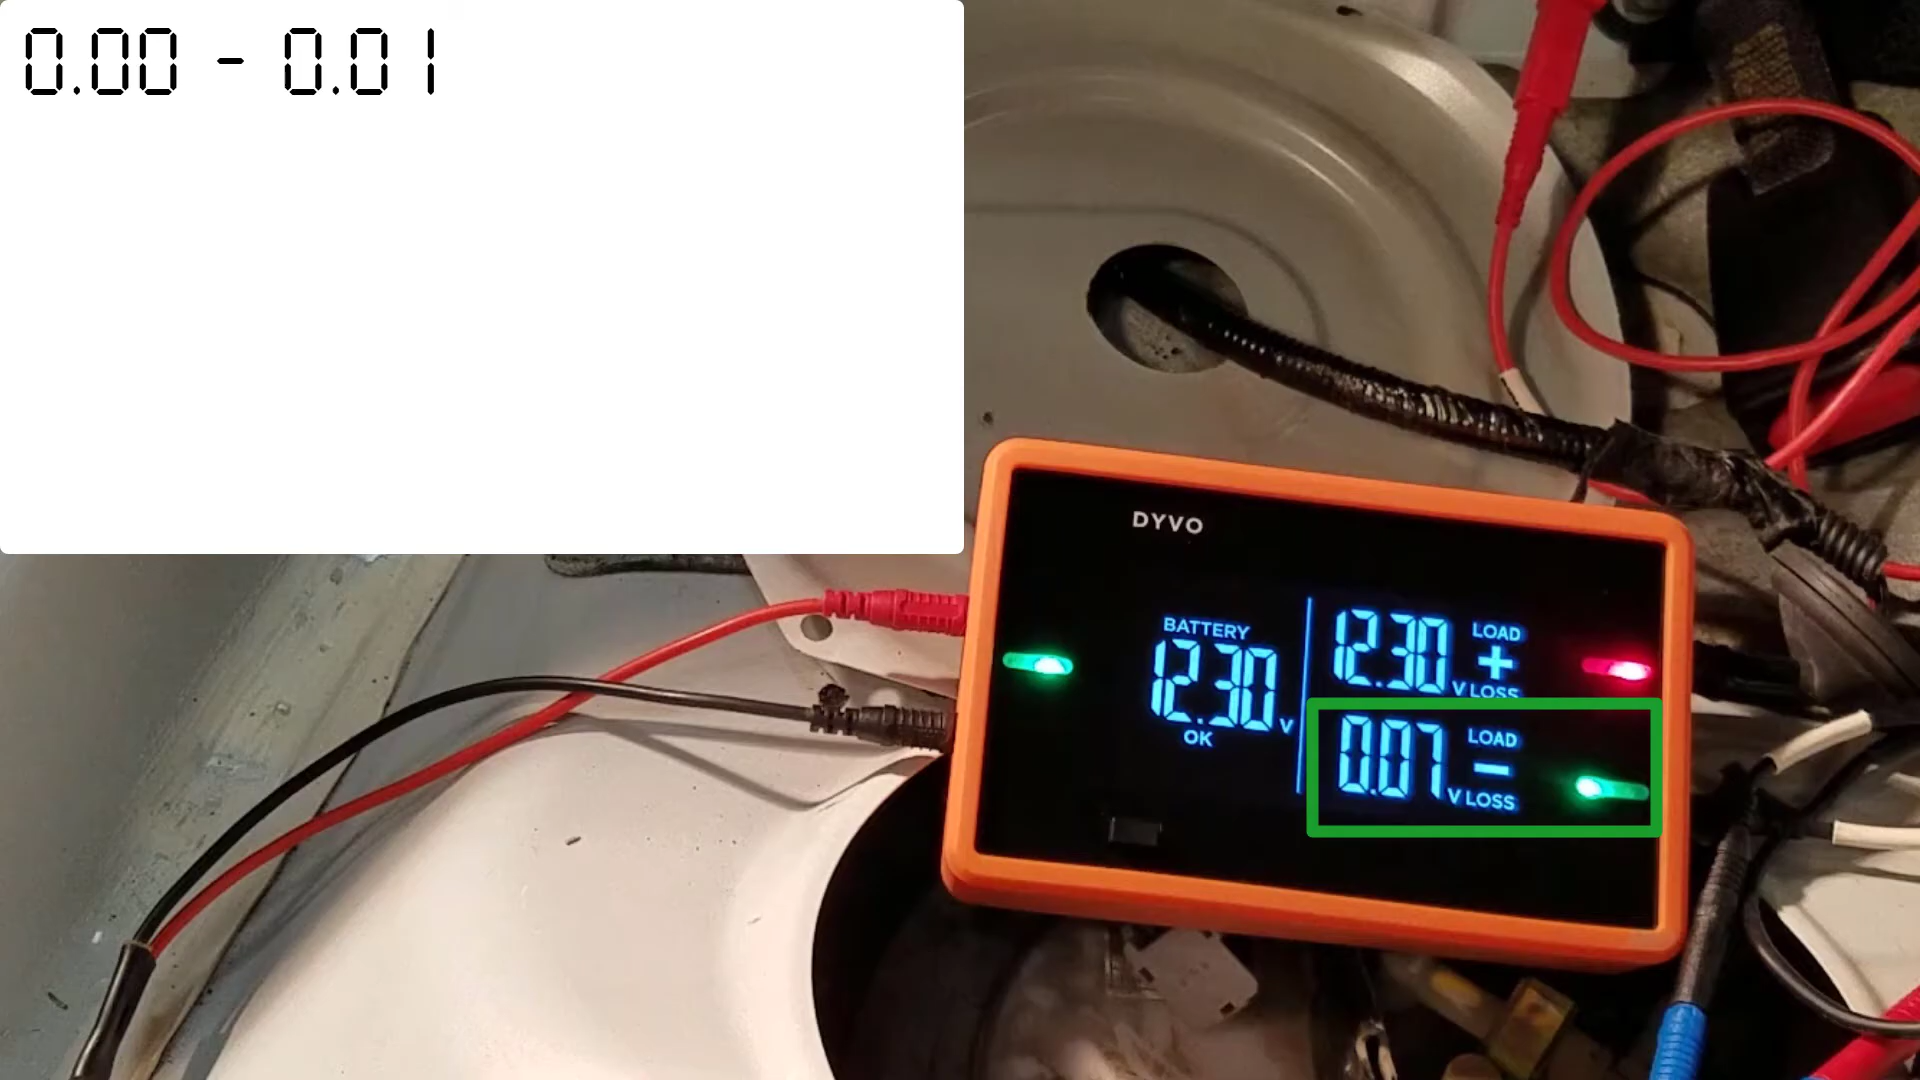 0.00 - 0.01
DYVO
BATTERY
12.30 V
OK
12.30 LOAD
+
V LOSS
0.07 LOAD
-
V LOSS